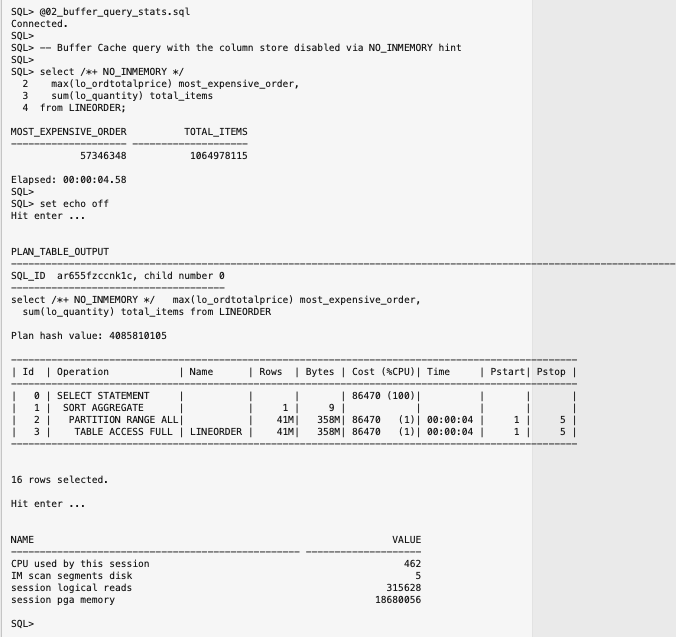 SQL> @02_buffer_query_stats.sql
Connected.
SQL>
SQL> -- Buffer Cache query with the column store disabled via NO_INMEMORY hint
SQL>
SQL> select /*+ NO_INMEMORY */
  2    max(lo_ordtotalprice) most_expensive_order,
  3    sum(lo_quantity) total_items
  4  from LINEORDER;
MOST_EXPENSIVE_ORDER          TOTAL_ITEMS
-------------------- --------------------
            57346348           1064978115
Elapsed: 00:00:04.58
SQL>
SQL> set echo off
Hit enter ...
PLAN_TABLE_OUTPUT
----------------------------------------------------------------------------------------------------------------
SQL_ID  ar655fzccnk1c, child number 0
-------------------------------------
select /*+ NO_INMEMORY */   max(lo_ordtotalprice) most_expensive_order,
  sum(lo_quantity) total_items from LINEORDER
Plan hash value: 4085810105
--------------------------------------------------------------------------------------------------
| Id  | Operation            | Name      | Rows  | Bytes | Cost (%CPU)| Time     | Pstart| Pstop |
--------------------------------------------------------------------------------------------------
|   0 | SELECT STATEMENT     |           |       |       | 86470 (100)|          |       |       |
|   1 |  SORT AGGREGATE      |           |     1 |     9 |            |          |       |       |
|   2 |   PARTITION RANGE ALL|           |    41M|   358M| 86470   (1)| 00:00:04 |     1 |     5 |
|   3 |    TABLE ACCESS FULL | LINEORDER |    41M|   358M| 86470   (1)| 00:00:04 |     1 |     5 |
--------------------------------------------------------------------------------------------------
16 rows selected.
Hit enter ...
NAME                                                              VALUE
-------------------------------------------------- --------------------
CPU used by this session                                            462
IM scan segments disk                                                 5
session logical reads                                            315628
session pga memory                                             18680056
SQL>